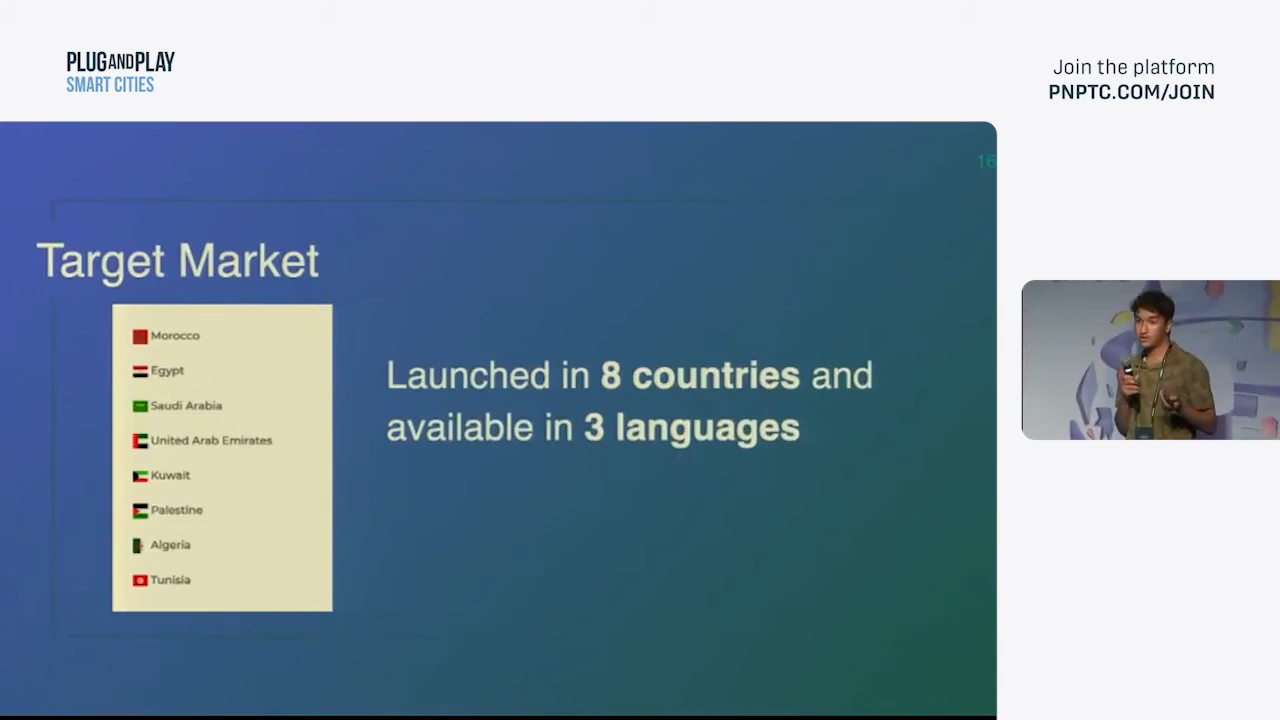 PLUGANDPLAY
SMART CITIES
Join the platform
PNPTC.COM/JOIN
16
Target Market
Morocco
Egypt
Saudi Arabia
United Arab Emirates
Kuwait
Palestine
Algeria
Tunisia
Launched in 8 countries and
available in 3 languages